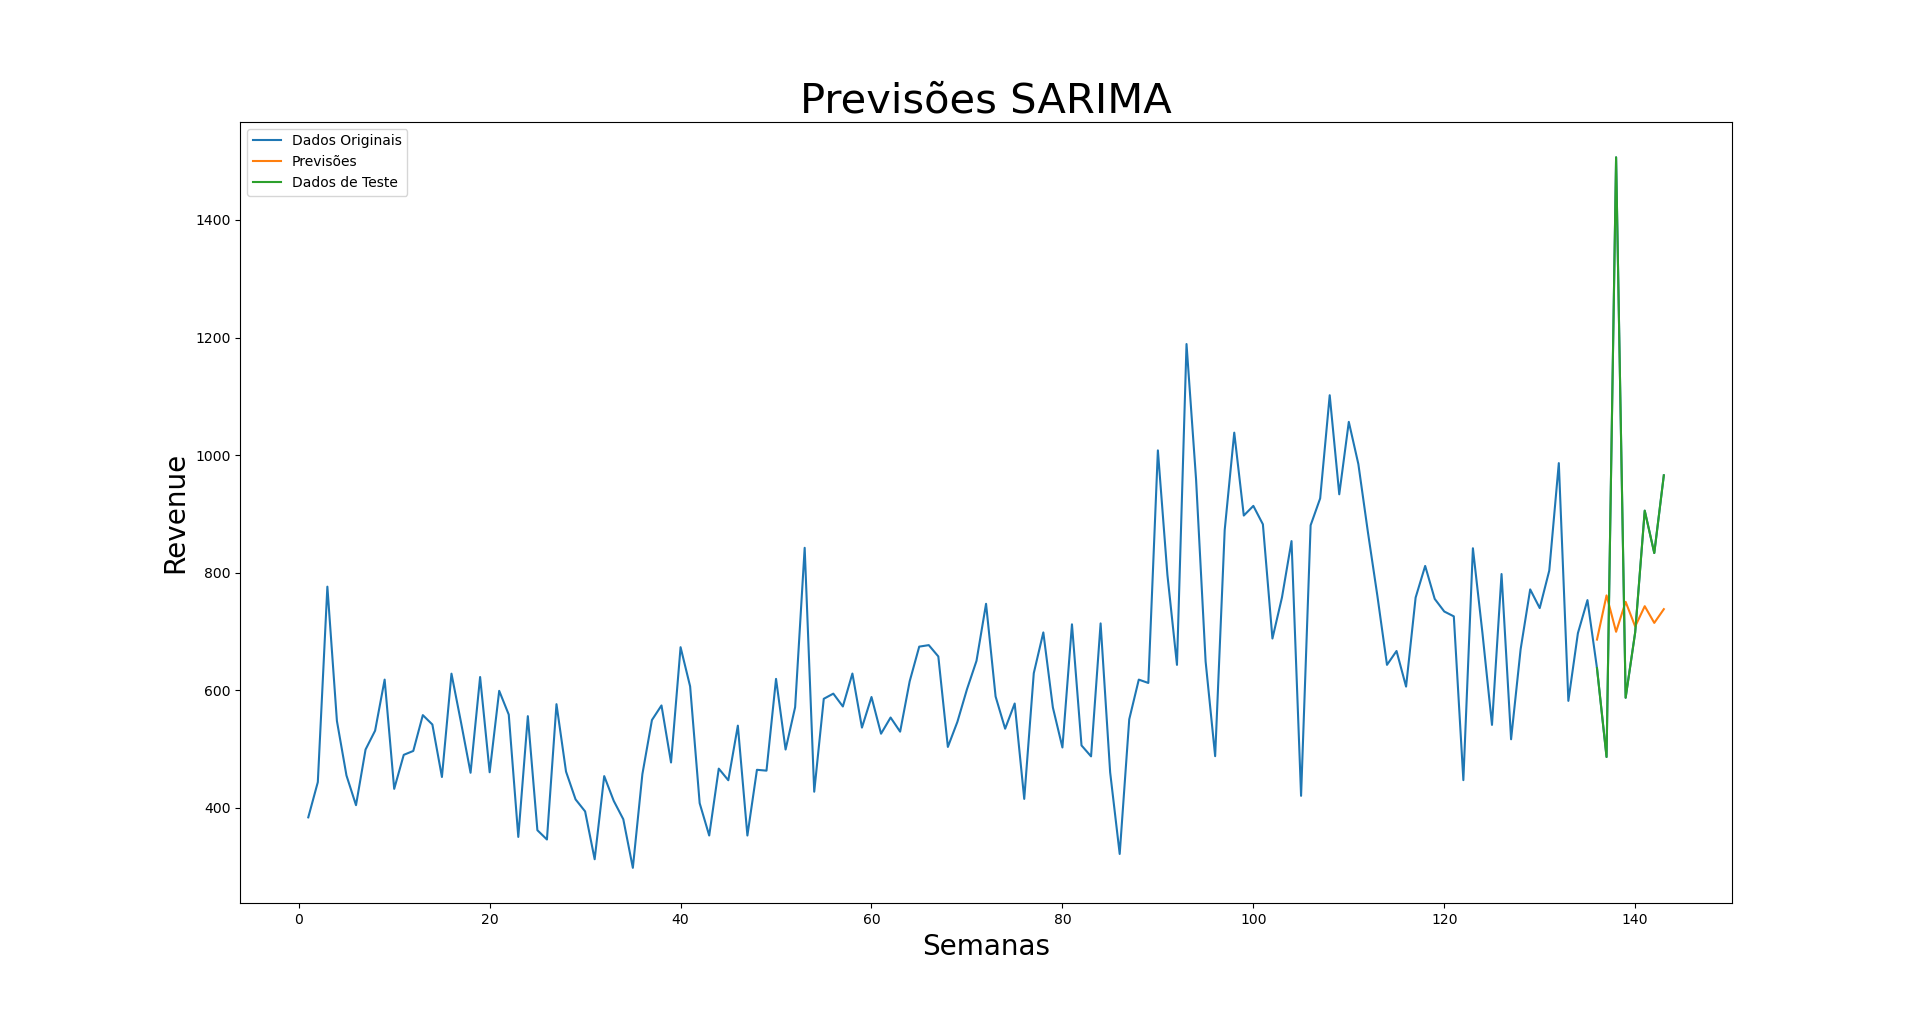 Previsões SARIMA
Dados Originais
Previsões
Dados de Teste
Revenue
1400
1200
1000
800
600
400
0 20 40 60 80 100 120 140
Semanas